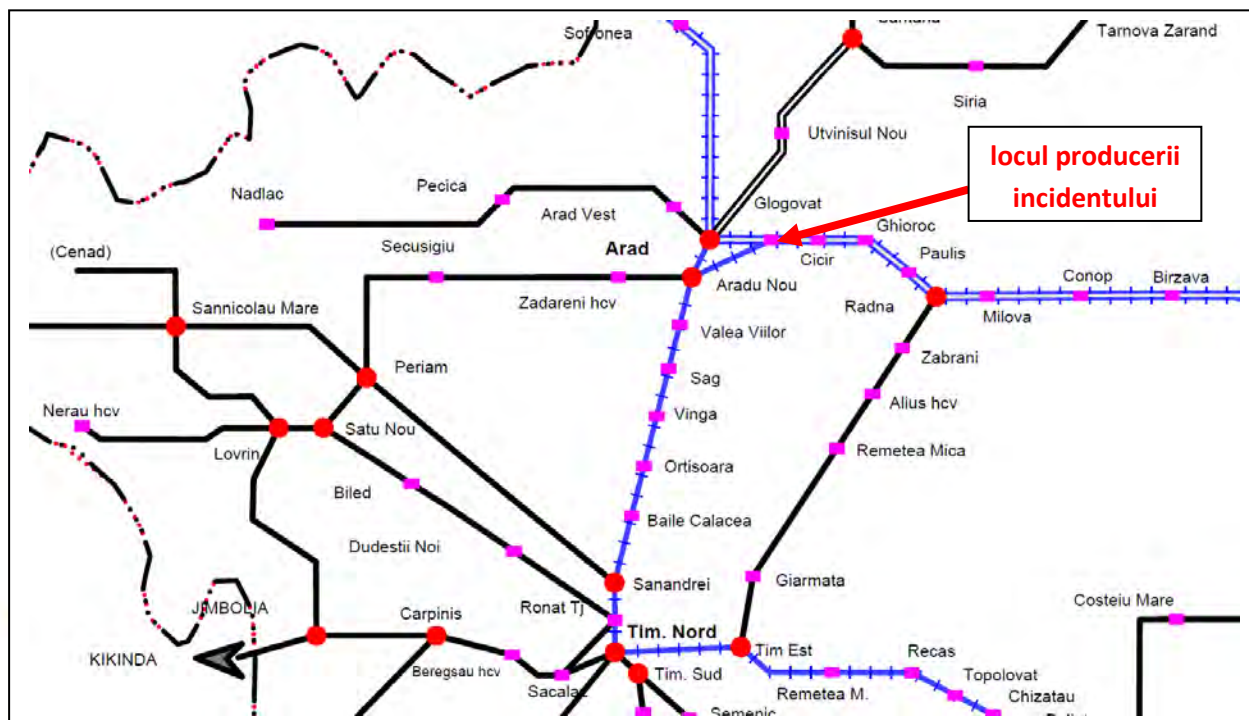 Sofronea
Santana
Tarnova Zarand
Siria
Utvinisul Nou
locul producerii
incidentului
Pecica
Nadlac
Arad Vest
Glogovat
Ghioroc
(Cenad)
Secusigiu
Arad
Cicir
Paulis
Conop
Birzava
Zadareni hcv
Aradu Nou
Radna
Milova
Sannicolau Mare
Valea Viilor
Zabrani
Periam
Sag
Alius hcv
Nerau hcv
Satu Nou
Vinga
Lovrin
Remetea Mica
Ortisoara
Biled
Baile Calacea
Dudestii Noi
Sanandrei
Giarmata
JIMBOLIA
Carpinis
Ronat Tj
Costeiu Mare
Tim. Nord
KIKINDA
Beregsau hcv
Sacalaz
Tim. Sud
Tim Est
Recas
Remetea M.
Topolovat
Chizatau
Semenic